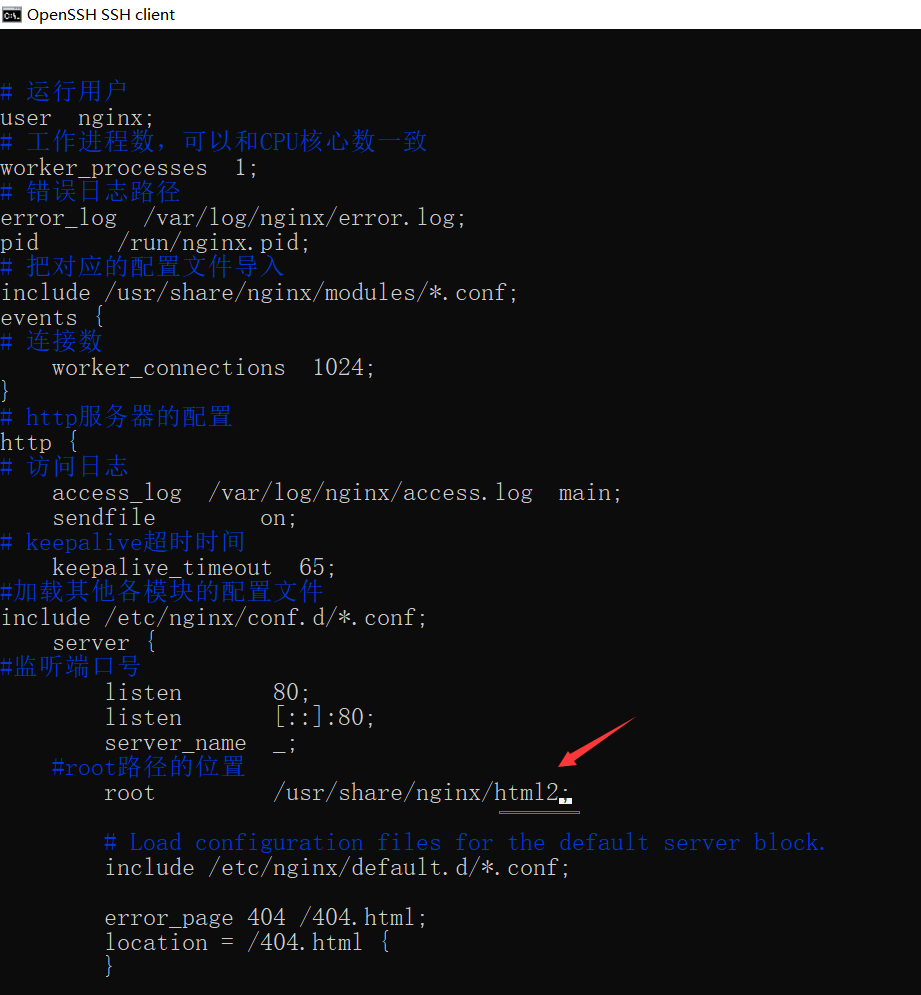 OpenSSH SSH client
# 运行用户
user  nginx;
# 工作进程数，可以和CPU核心数一致
worker_processes  1;
# 错误日志路径
error_log  /var/log/nginx/error.log;
pid      /run/nginx.pid;
# 把对应的配置文件导入
include /usr/share/nginx/modules/*.conf;
events {
# 连接数
    worker_connections  1024;
}
# http服务器的配置
http {
# 访问日志
    access_log  /var/log/nginx/access.log  main;
    sendfile        on;
# keepalive超时时间
    keepalive_timeout  65;
#加载其他各模块的配置文件
include /etc/nginx/conf.d/*.conf;
    server {
#监听端口号
        listen       80;
        listen       [::]:80;
        server_name  _;
    #root路径的位置
        root         /usr/share/nginx/html2;
        # Load configuration files for the default server block.
        include /etc/nginx/default.d/*.conf;
        error_page 404 /404.html;
        location = /404.html {
        }